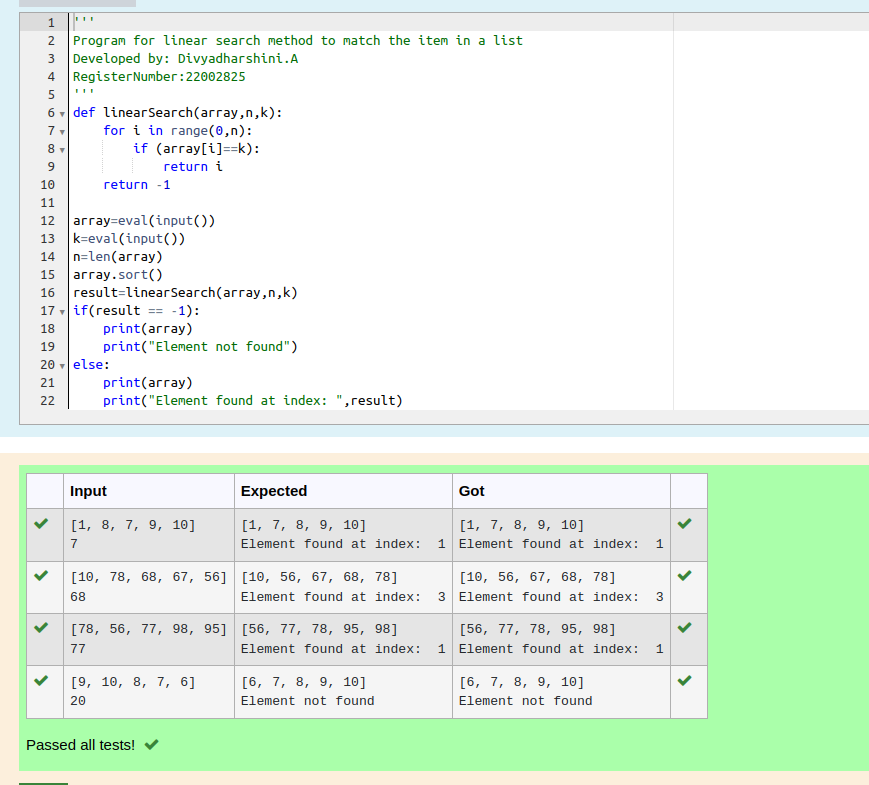 1 '''
2 Program for linear search method to match the item in a list
3 Developed by: Divyadharshini.A
4 RegisterNumber:22002825
5 '''
6 def linearSearch(array,n,k):
7     for i in range(0,n):
8         if (array[i]==k):
9             return i
10     return -1
11
12 array=eval(input())
13 k=eval(input())
14 n=len(array)
15 array.sort()
16 result=linearSearch(array,n,k)
17 if(result == -1):
18     print(array)
19     print("Element not found")
20 else:
21     print(array)
22     print("Element found at index: ",result)
Input Expected Got
[1, 8, 7, 9, 10] [1, 7, 8, 9, 10] [1, 7, 8, 9, 10]
7 Element found at index:  1 Element found at index:  1
[10, 78, 68, 67, 56] [10, 56, 67, 68, 78] [10, 56, 67, 68, 78]
68 Element found at index:  3 Element found at index:  3
[78, 56, 77, 98, 95] [56, 77, 78, 95, 98] [56, 77, 78, 95, 98]
77 Element found at index:  1 Element found at index:  1
[9, 10, 8, 7, 6] [6, 7, 8, 9, 10] [6, 7, 8, 9, 10]
20 Element not found Element not found
Passed all tests!